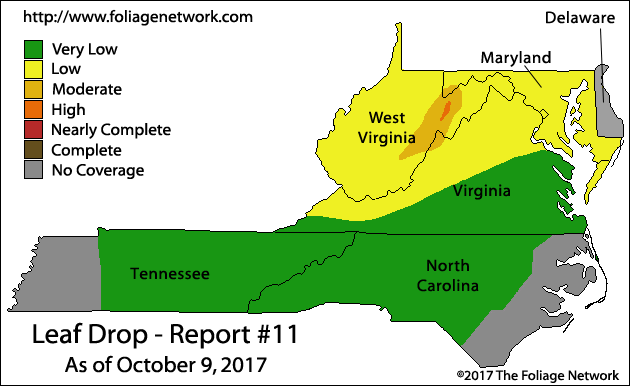 http://www.foliagenetwork.com
Delaware
Very Low
Low
Moderate
High
Nearly Complete
Complete
No Coverage
Maryland
West
Virginia
Virginia
Tennessee
North
Carolina
Leaf Drop - Report #11
As of October 9, 2017
©2017 The Foliage Network